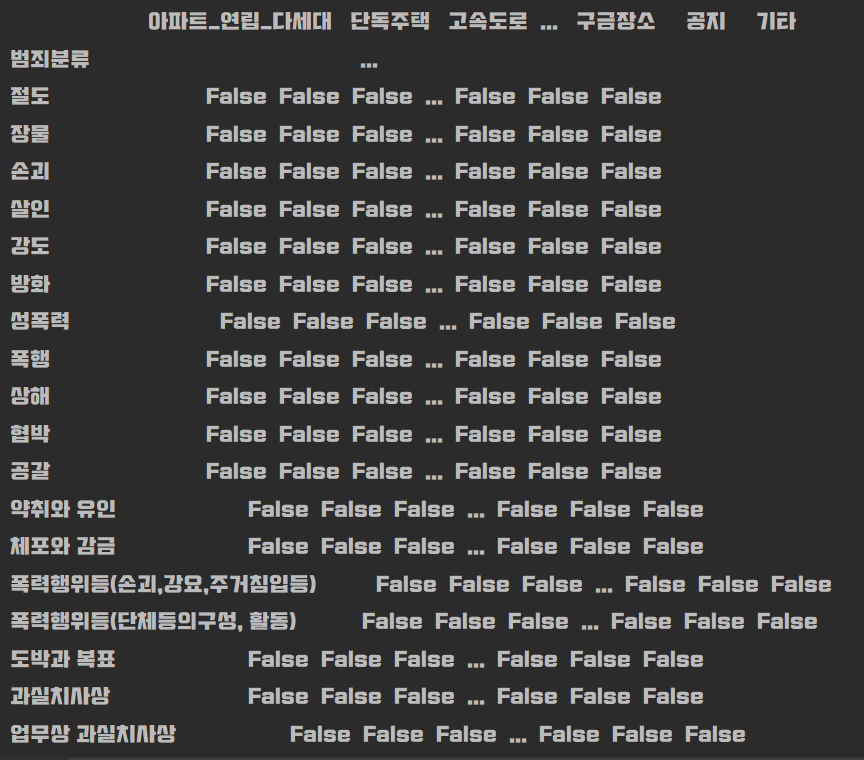 아파트_연립_다세대 단독주택 고속도로 ... 구금장소 공지 기타
범죄분류 ...
절도 False False False ... False False False
장물 False False False ... False False False
손괴 False False False ... False False False
살인 False False False ... False False False
강도 False False False ... False False False
방화 False False False ... False False False
성폭력 False False False ... False False False
폭행 False False False ... False False False
상해 False False False ... False False False
협박 False False False ... False False False
공갈 False False False ... False False False
약취와 유인 False False False ... False False False
체포와 감금 False False False ... False False False
폭력행위등(손괴,강요,주거침입등) False False False ... False False False
폭력행위등(단체등의구성, 활동) False False False ... False False False
도박과 복표 False False False ... False False False
과실치사상 False False False ... False False False
업무상 과실치사상 False False False ... False False False